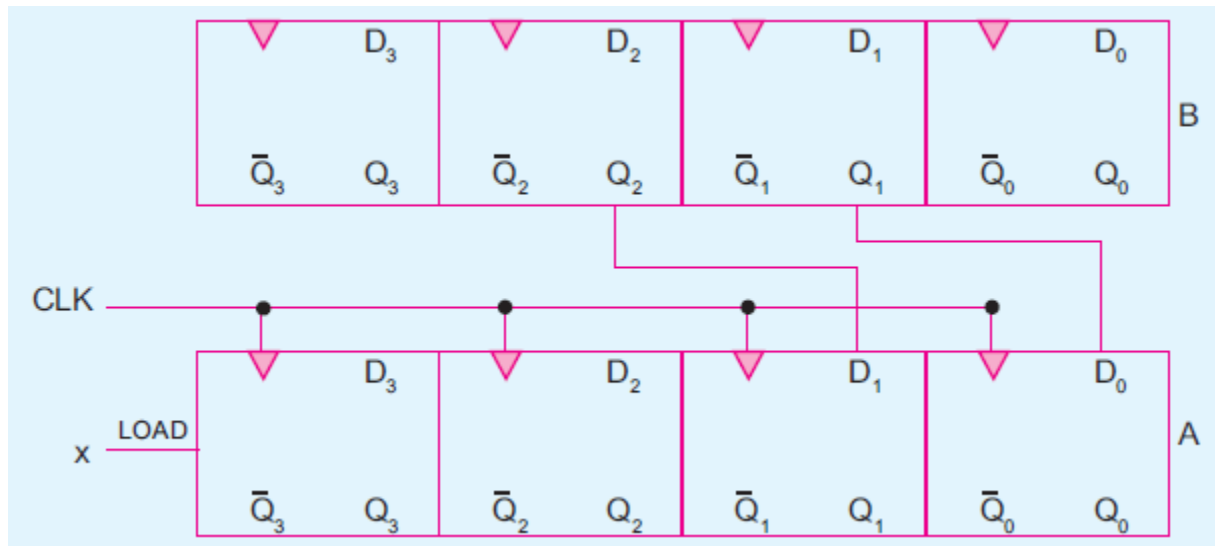 D₃ D₂ D₁ D₀
B
Q̅₃ Q₃ Q̅₂ Q₂ Q̅₁ Q₁ Q̅₀ Q₀
CLK
D₃ D₂ D₁ D₀
LOAD
x
A
Q̅₃ Q₃ Q̅₂ Q₂ Q̅₁ Q₁ Q̅₀ Q₀